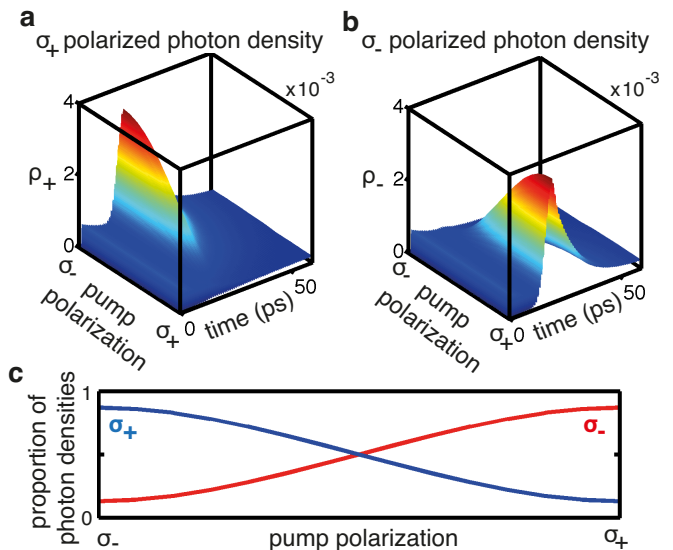 a
σ+ polarized photon density
x10⁻³
4
2
0
ρ+
σ-
pump
polarization
σ+
0
time (ps)
50
b
σ- polarized photon density
x10⁻³
4
2
0
ρ-
σ-
pump
polarization
σ+
0
time (ps)
50
c
proportion of
photon densities
1
0
σ+
σ-
σ-
pump polarization
σ+